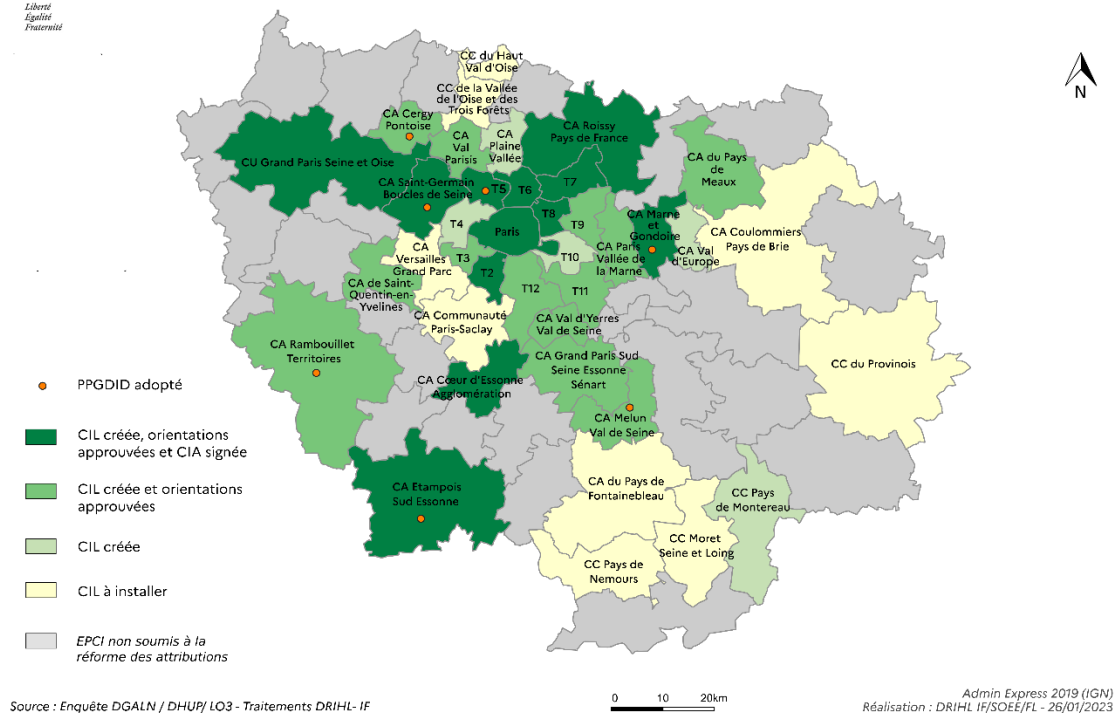 Liberté
Égalité
Fraternité
N
CC du Haut
Val d'Oise
CC de la Vallée
de l'Oise et des
Trois Forêts
CA Cergy
Pontoise
CA
Val
Parisis
CA
Plaine
Vallée
CA Roissy
Pays de France
CU Grand Paris Seine et Oise
CA du Pays
de
Meaux
CA Saint-Germain
Boucles de Seine
T5
T6
T7
T8
T9
T4
Paris
CA Marne
et
Gondoire
CA Coulommiers
Pays de Brie
CA
Versailles
Grand Parc
T3
T2
T10
CA Paris
Vallée de
la Marne
CA Val
d'Europe
CA de Saint-
Quentin-en-
Yvelines
T12
T11
CA Communauté
Paris-Saclay
CA Val d'Yerres
Val de Seine
CA Rambouillet
Territoires
CA Grand Paris Sud
Seine Essonne
Sénart
CC du Provinois
CA Cœur d'Essonne
Agglomération
CA Melun
Val de Seine
CA Etampois
Sud Essonne
CA du Pays de
Fontainebleau
CC Pays
de Montereau
CC Moret
Seine et Loing
CC Pays de
Nemours
PPGDID adopté
CIL créée, orientations
approuvées et CIA signée
CIL créée et orientations
approuvées
CIL créée
CIL à installer
EPCI non soumis à la
réforme des attributions
0 10 20km
Source : Enquête DGALN / DHUP/ LO3 - Traitements DRIHL- IF
Admin Express 2019 (IGN)
Réalisation : DRIHL IF/SOEE/FL - 26/01/2023